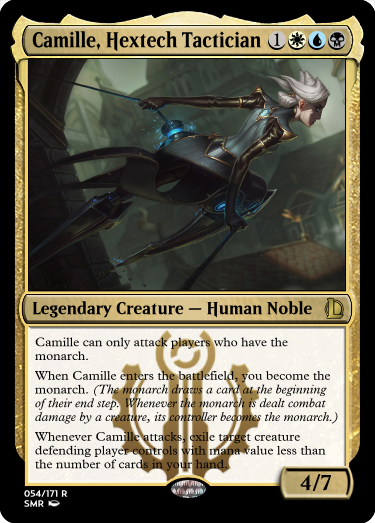 Camille, Hextech Tactician 1
Legendary Creature — Human Noble
Camille can only attack players who have the
monarch.
When Camille enters the battlefield, you become the
monarch. (The monarch draws a card at the beginning
of their end step. Whenever the monarch is dealt combat
damage by a creature, its controller becomes the monarch.)
Whenever Camille attacks, exile target creature
defending player controls with mana value less than
the number of cards in your hand.
4/7
054/171 R
SMR